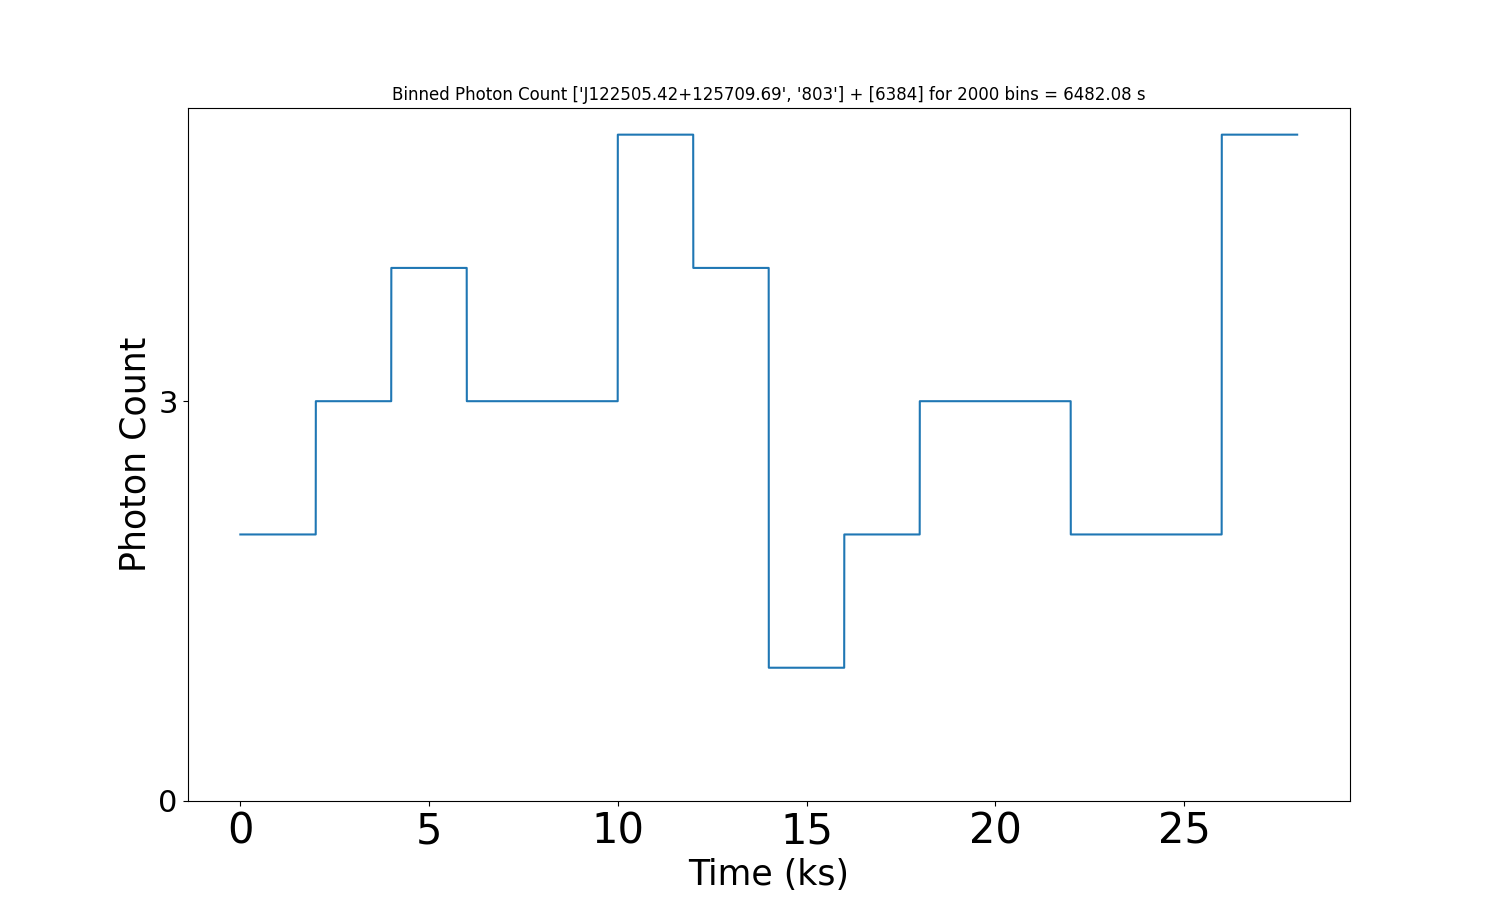 Binned Photon Count ['J122505.42+125709.69', '803'] + [6384] for 2000 bins = 6482.08 s
Photon Count
3
0
0 5 10 15 20 25
Time (ks)